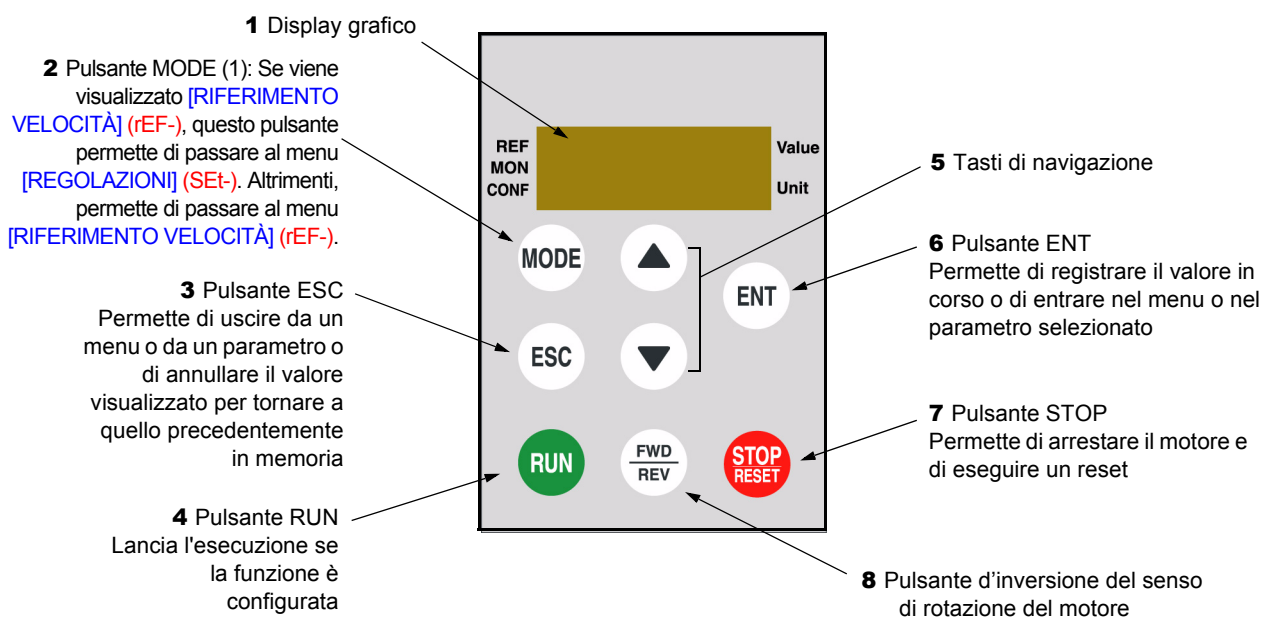 1 Display grafico
2 Pulsante MODE (1): Se viene
visualizzato [RIFERIMENTO
VELOCITÀ] (rEF-), questo pulsante
permette di passare al menu
[REGOLAZIONI] (SEt-). Altrimenti,
permette di passare al menu
[RIFERIMENTO VELOCITÀ] (rEF-).
3 Pulsante ESC
Permette di uscire da un
menu o da un parametro o
di annullare il valore
visualizzato per tornare a
quello precedentemente
in memoria
4 Pulsante RUN
Lancia l'esecuzione se
la funzione è
configurata
REF
MON
CONF
Value
Unit
MODE
ENT
ESC
RUN
FWD
REV
STOP
RESET
5 Tasti di navigazione
6 Pulsante ENT
Permette di registrare il valore in
corso o di entrare nel menu o nel
parametro selezionato
7 Pulsante STOP
Permette di arrestare il motore e
di eseguire un reset
8 Pulsante d’inversione del senso
di rotazione del motore